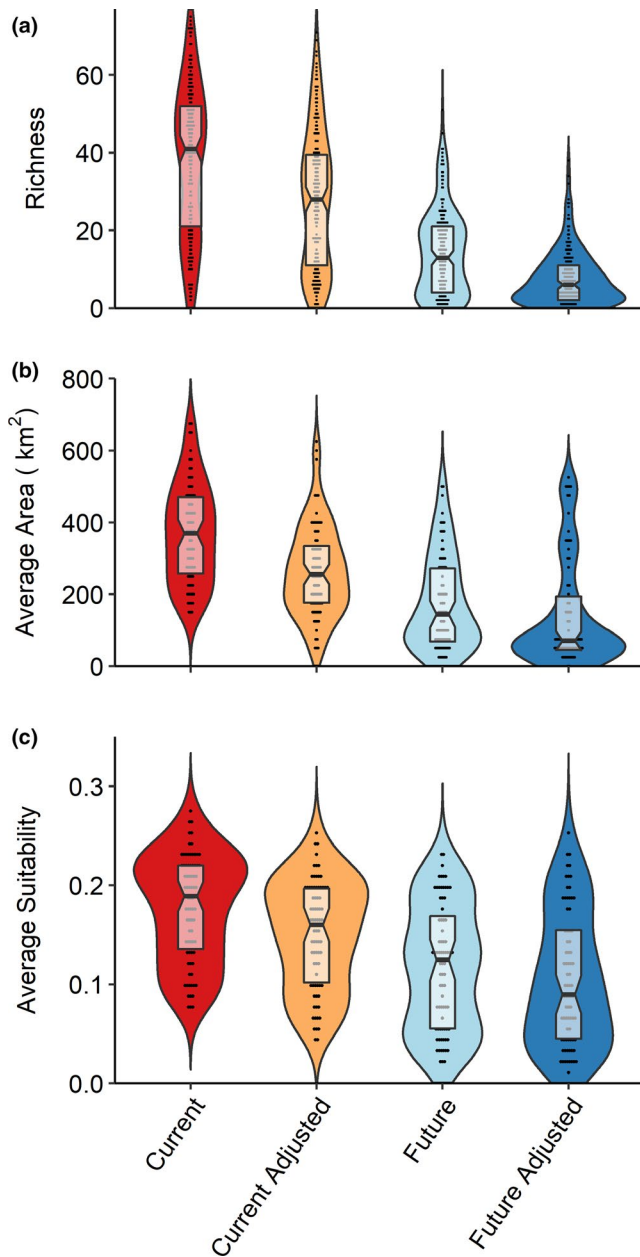 (a)
Richness
60
40
20
0
(b)
Average Area ( km²)
800
600
400
200
0
(c)
Average Suitability
0.3
0.2
0.1
0.0
Current
Current Adjusted
Future
Future Adjusted